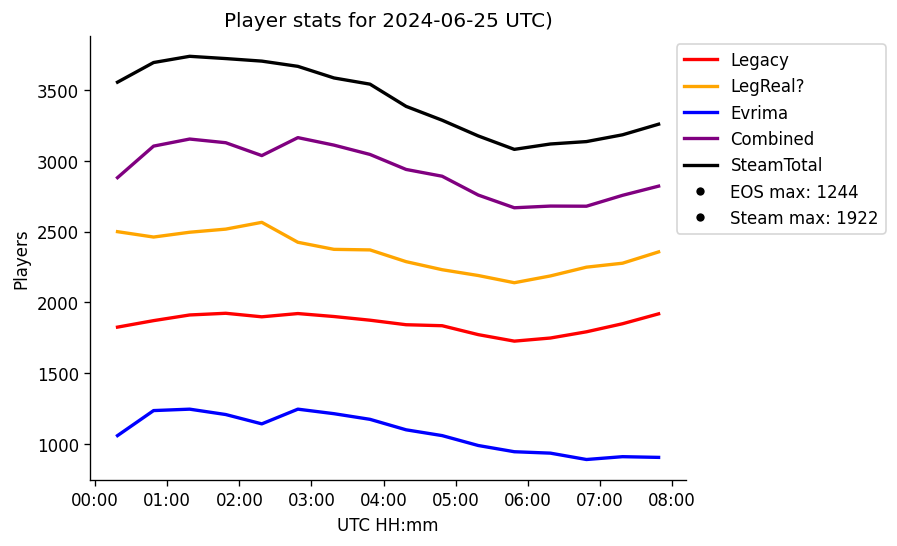 Player stats for 2024-06-25 UTC)
Legacy
LegReal?
Evrima
Combined
SteamTotal
EOS max: 1244
Steam max: 1922
Players
3500
3000
2500
2000
1500
1000
00:00 01:00 02:00 03:00 04:00 05:00 06:00 07:00 08:00
UTC HH:mm